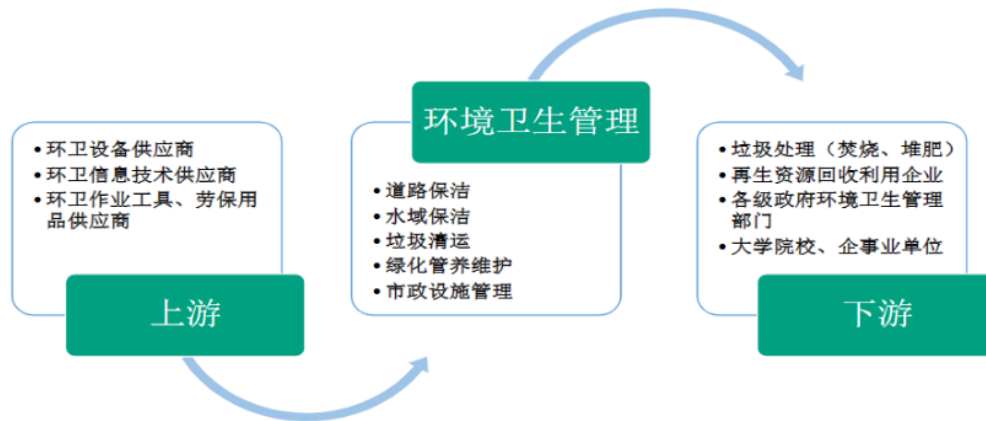 • 环卫设备供应商
• 环卫信息技术供应商
• 环卫作业工具、劳保用
品供应商
上游
环境卫生管理
• 道路保洁
• 水域保洁
• 垃圾清运
• 绿化管养维护
• 市政设施管理
• 垃圾处理（焚烧、堆肥）
• 再生资源回收利用企业
• 各级政府环境卫生管理
部门
• 大学院校、企事业单位
下游